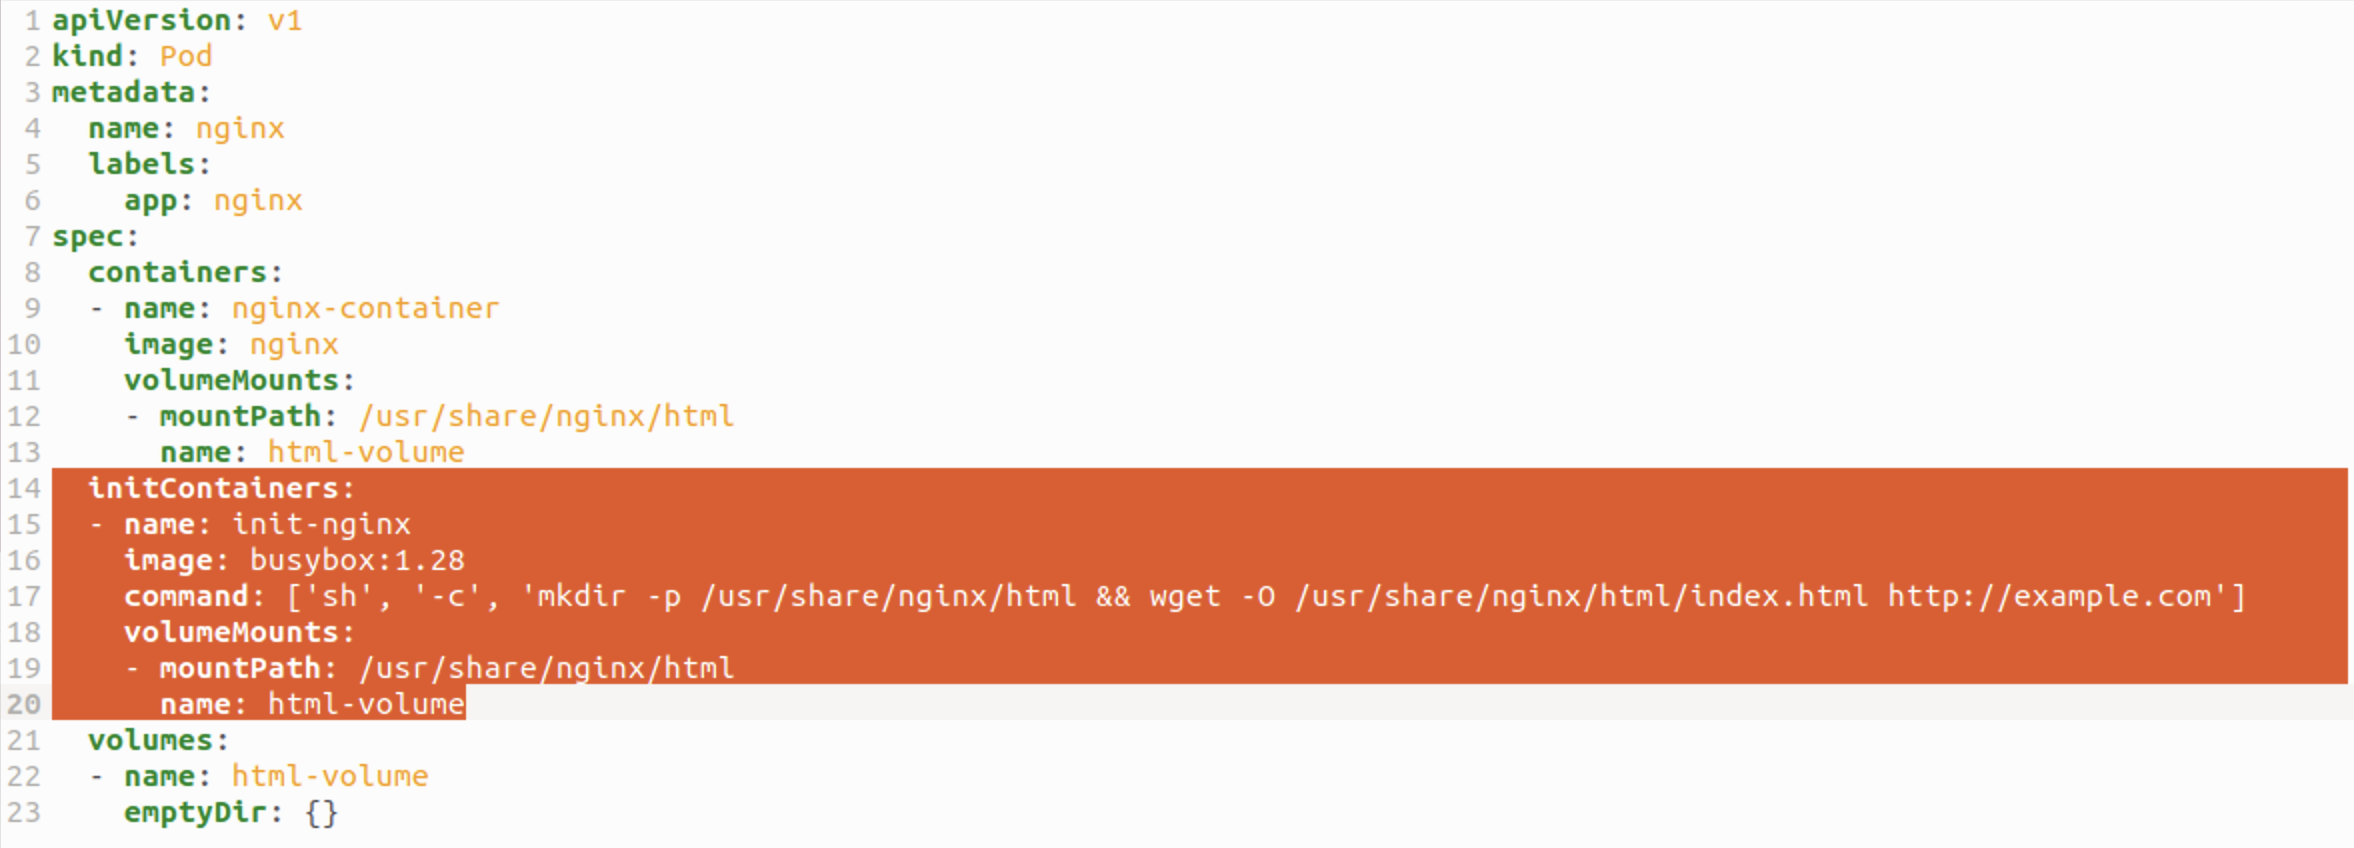 1 apiVersion: v1
2 kind: Pod
3 metadata:
4   name: nginx
5   labels:
6     app: nginx
7 spec:
8   containers:
9   - name: nginx-container
10     image: nginx
11     volumeMounts:
12     - mountPath: /usr/share/nginx/html
13       name: html-volume
14   initContainers:
15   - name: init-nginx
16     image: busybox:1.28
17     command: ['sh', '-c', 'mkdir -p /usr/share/nginx/html && wget -O /usr/share/nginx/html/index.html http://example.com']
18     volumeMounts:
19     - mountPath: /usr/share/nginx/html
20       name: html-volume
21   volumes:
22   - name: html-volume
23     emptyDir: {}